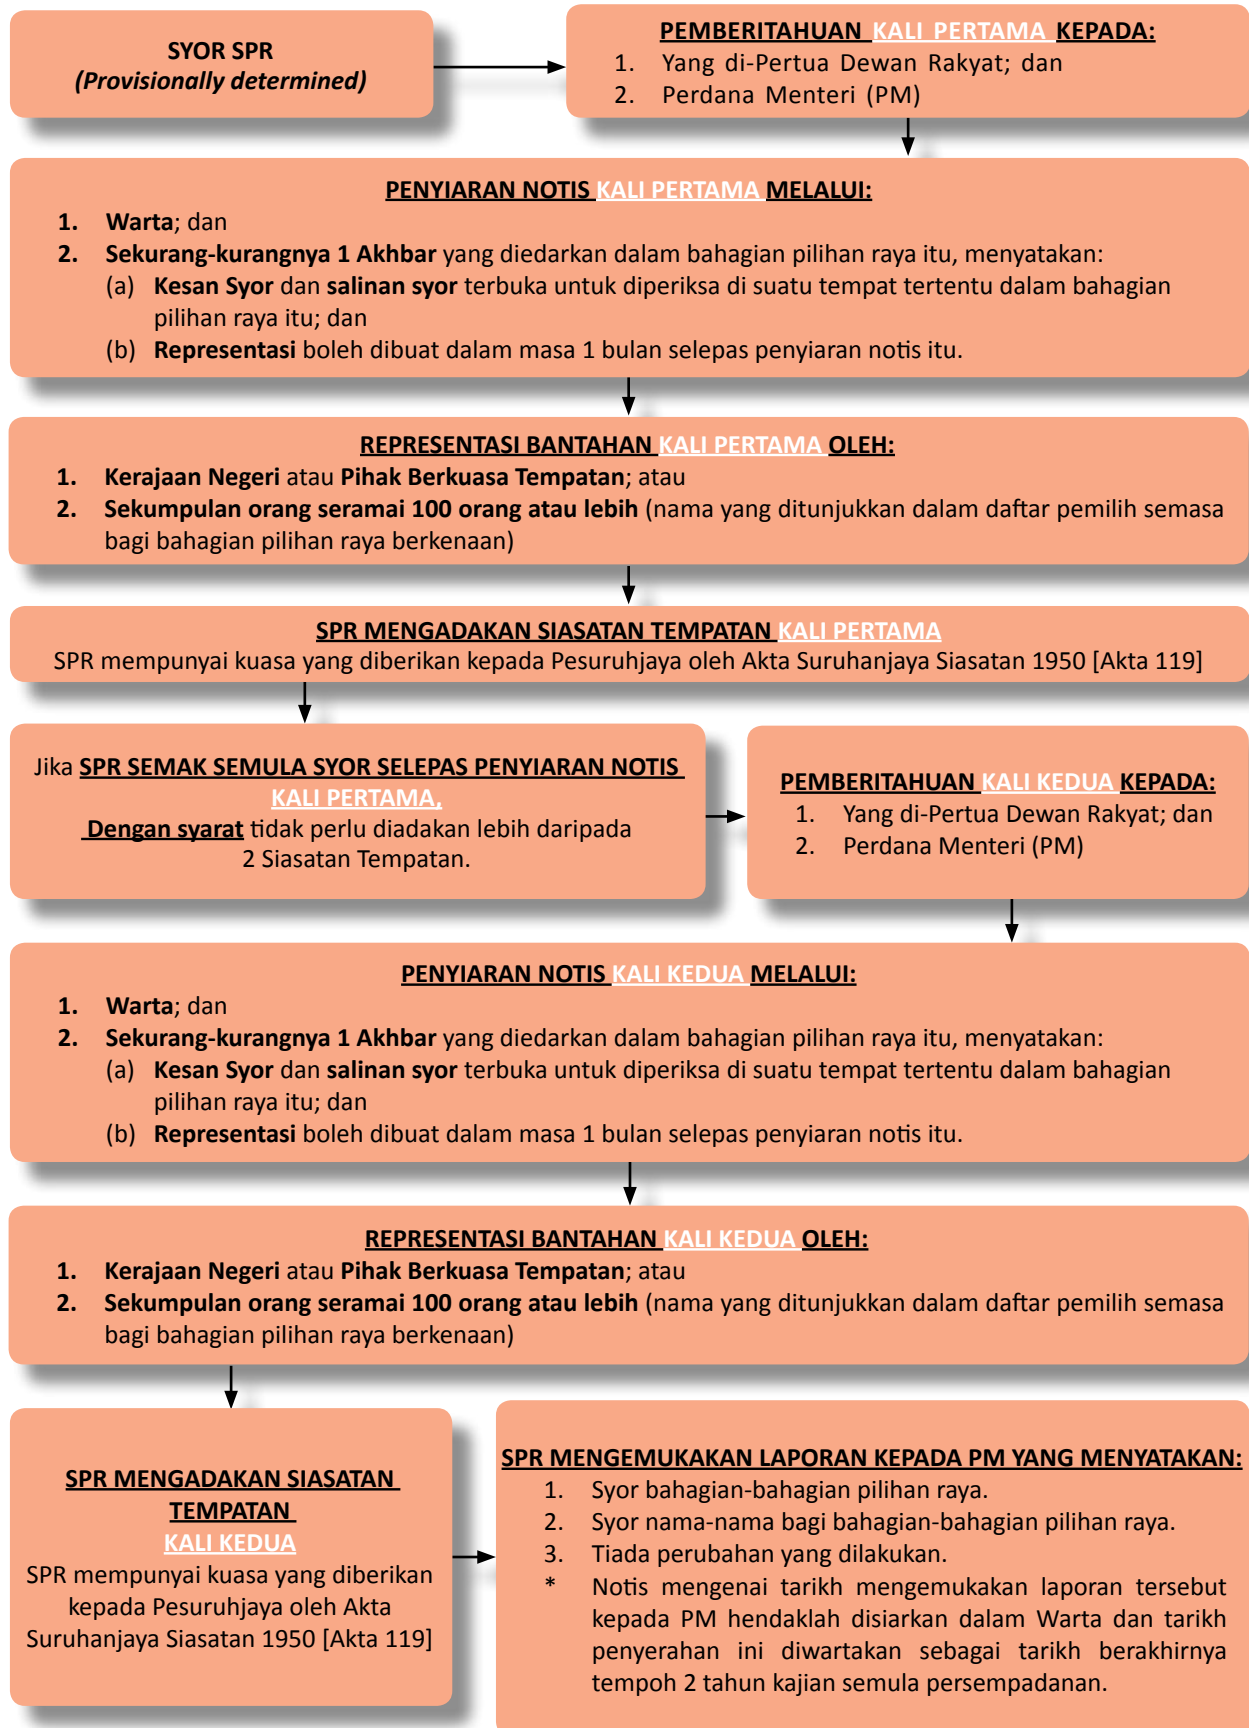 SYOR SPR
(Provisionally determined)
PEMBERITAHUAN KALI PERTAMA KEPADA:
1. Yang di-Pertua Dewan Rakyat; dan
2. Perdana Menteri (PM)
PENYIARAN NOTIS KALI PERTAMA MELALUI:
1. Warta; dan
2. Sekurang-kurangnya 1 Akhbar yang diedarkan dalam bahagian pilihan raya itu, menyatakan:
(a) Kesan Syor dan salinan syor terbuka untuk diperiksa di suatu tempat tertentu dalam bahagian
pilihan raya itu; dan
(b) Representasi boleh dibuat dalam masa 1 bulan selepas penyiaran notis itu.
REPRESENTASI BANTAHAN KALI PERTAMA OLEH:
1. Kerajaan Negeri atau Pihak Berkuasa Tempatan; atau
2. Sekumpulan orang seramai 100 orang atau lebih (nama yang ditunjukkan dalam daftar pemilih semasa
bagi bahagian pilihan raya berkenaan)
SPR MENGADAKAN SIASATAN TEMPATAN KALI PERTAMA
SPR mempunyai kuasa yang diberikan kepada Pesuruhjaya oleh Akta Suruhanjaya Siasatan 1950 [Akta 119]
Jika SPR SEMAK SEMULA SYOR SELEPAS PENYIARAN NOTIS
KALI PERTAMA,
Dengan syarat tidak perlu diadakan lebih daripada
2 Siasatan Tempatan.
PEMBERITAHUAN KALI KEDUA KEPADA:
1. Yang di-Pertua Dewan Rakyat; dan
2. Perdana Menteri (PM)
PENYIARAN NOTIS KALI KEDUA MELALUI:
1. Warta; dan
2. Sekurang-kurangnya 1 Akhbar yang diedarkan dalam bahagian pilihan raya itu, menyatakan:
(a) Kesan Syor dan salinan syor terbuka untuk diperiksa di suatu tempat tertentu dalam bahagian
pilihan raya itu; dan
(b) Representasi boleh dibuat dalam masa 1 bulan selepas penyiaran notis itu.
REPRESENTASI BANTAHAN KALI KEDUA OLEH:
1. Kerajaan Negeri atau Pihak Berkuasa Tempatan; atau
2. Sekumpulan orang seramai 100 orang atau lebih (nama yang ditunjukkan dalam daftar pemilih semasa
bagi bahagian pilihan raya berkenaan)
SPR MENGADAKAN SIASATAN
TEMPATAN
KALI KEDUA
SPR mempunyai kuasa yang diberikan
kepada Pesuruhjaya oleh Akta
Suruhanjaya Siasatan 1950 [Akta 119]
SPR MENGEMUKAKAN LAPORAN KEPADA PM YANG MENYATAKAN:
1. Syor bahagian-bahagian pilihan raya.
2. Syor nama-nama bagi bahagian-bahagian pilihan raya.
3. Tiada perubahan yang dilakukan.
* Notis mengenai tarikh mengemukakan laporan tersebut
kepada PM hendaklah disiarkan dalam Warta dan tarikh
penyerahan ini diwartakan sebagai tarikh berakhirnya
tempoh 2 tahun kajian semula persempadanan.